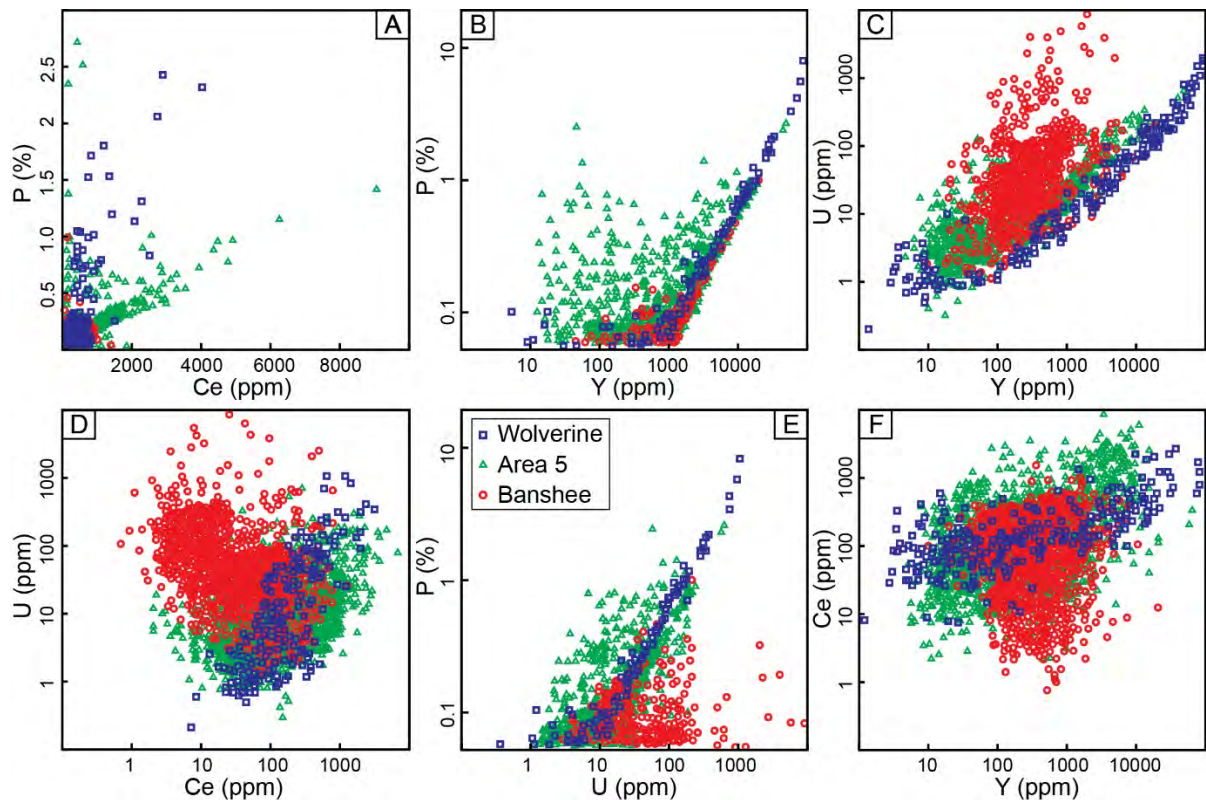 A
P (%)
2.5
2.0
1.5
1.0
0.5
2000 4000 6000 8000
Ce (ppm)
B
P (%)
10
1
0.1
10 100 1000 10000
Y (ppm)
C
U (ppm)
1000
100
10
1
10 100 1000 10000
Y (ppm)
D
U (ppm)
1000
100
10
1
1 10 100 1000
Ce (ppm)
E
Wolverine
Area 5
Banshee
P (%)
10
1
0.1
1 10 100 1000
U (ppm)
F
Ce (ppm)
1000
100
10
1
10 100 1000 10000
Y (ppm)